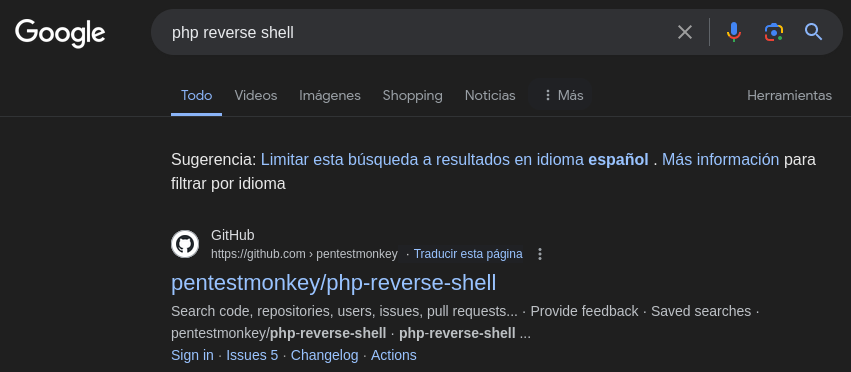 Google
php reverse shell
Todo Videos Imágenes Shopping Noticias Más Herramientas
Sugerencia: Limitar esta búsqueda a resultados en idioma español . Más información para
filtrar por idioma
GitHub
https://github.com › pentestmonkey · Traducir esta página
pentestmonkey/php-reverse-shell
Search code, repositories, users, issues, pull requests... · Provide feedback · Saved searches ·
pentestmonkey/php-reverse-shell · php-reverse-shell ...
Sign in · Issues 5 · Changelog · Actions